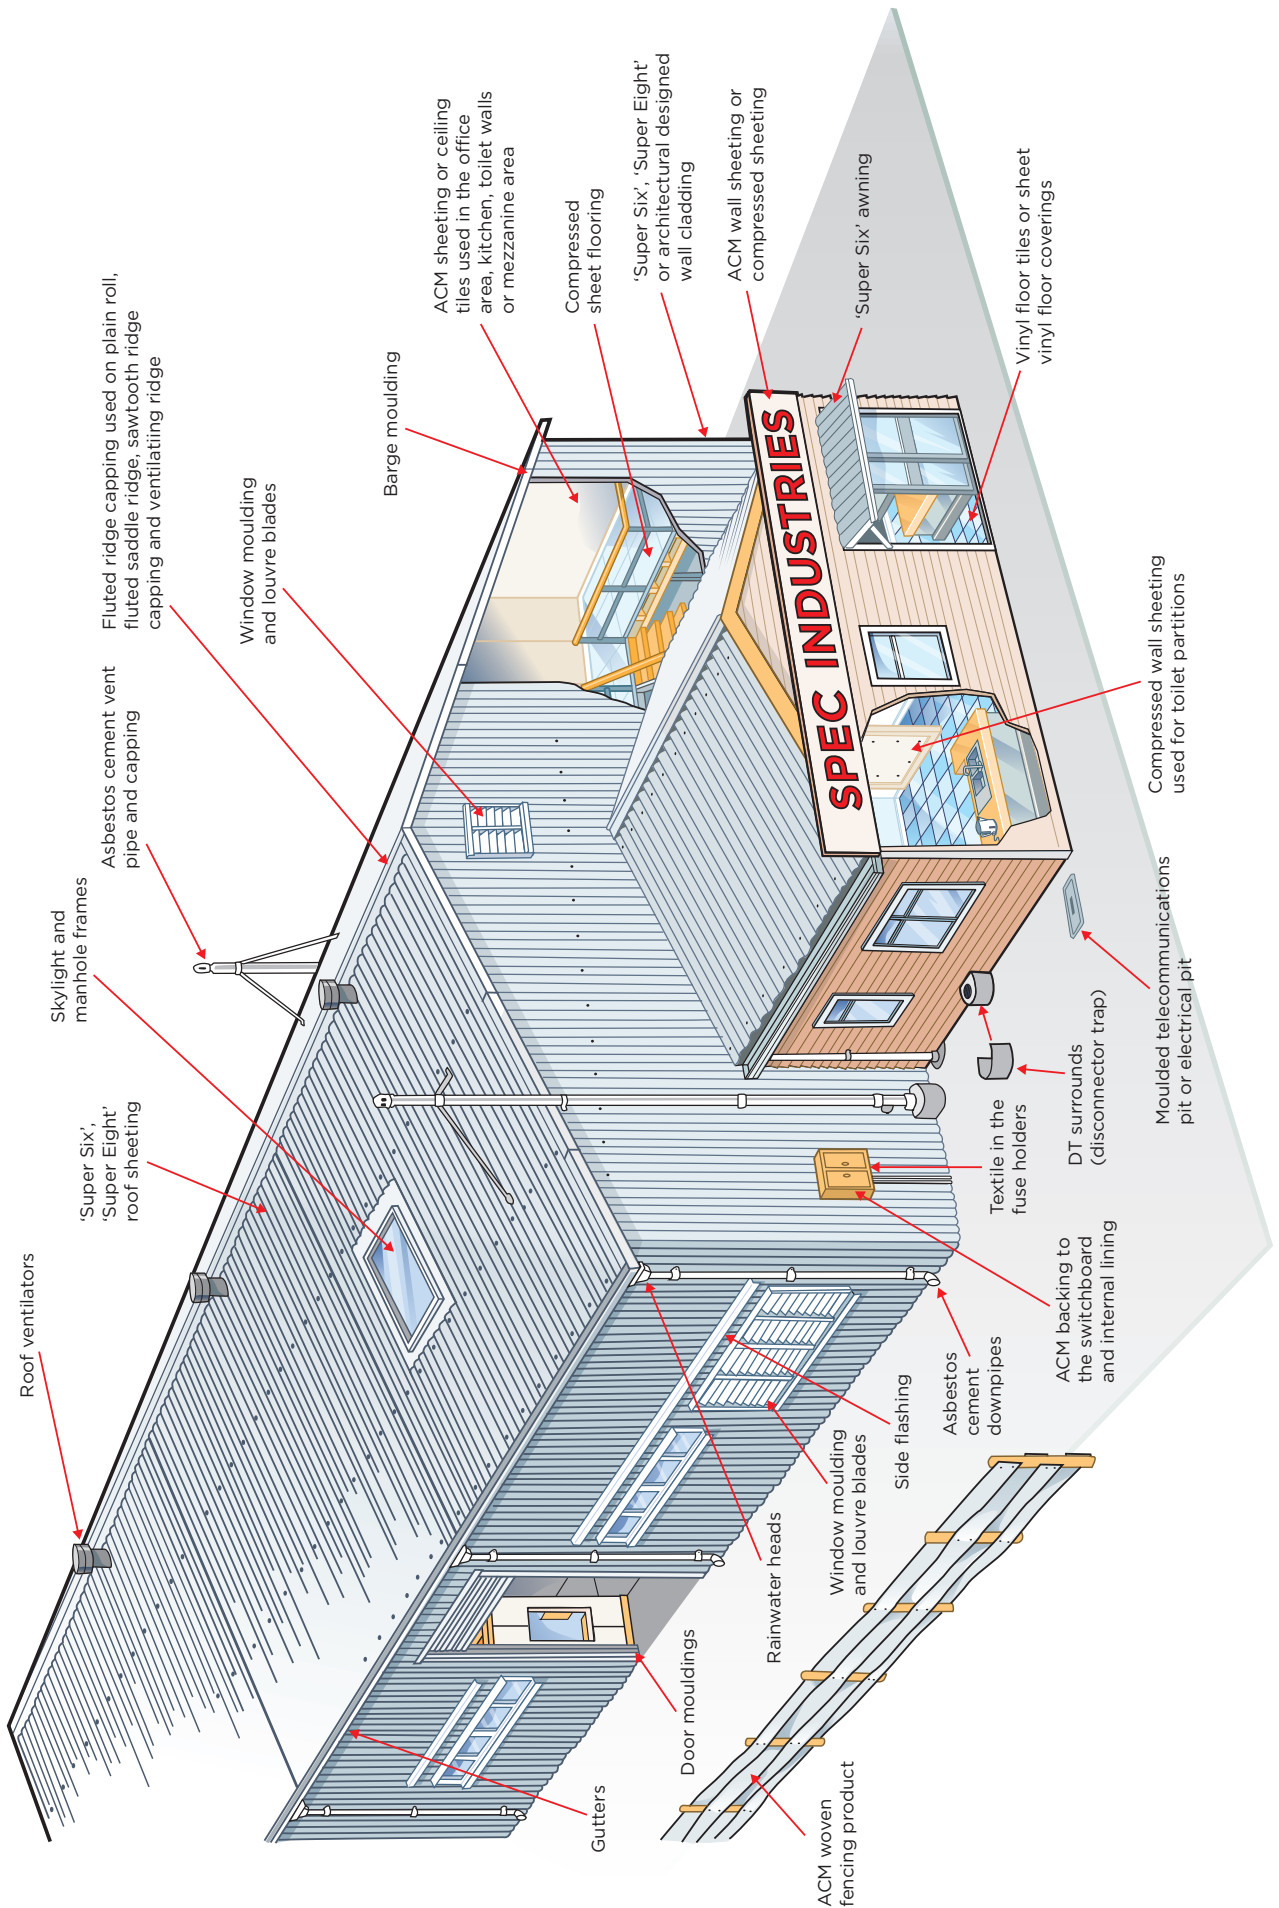 Roof ventilators
‘Super Six’,
‘Super Eight’
roof sheeting
Skylight and
manhole frames
Asbestos cement vent
pipe and capping
Fluted ridge capping used on plain roll,
fluted saddle ridge, sawtooth ridge
capping and ventilatiing ridge
Window moulding
and louvre blades
Barge moulding
ACM sheeting or ceiling
tiles used in the office
area, kitchen, toilet walls
or mezzanine area
Compressed
sheet flooring
‘Super Six’, ‘Super Eight’
or architectural designed
wall cladding
ACM wall sheeting or
compressed sheeting
‘Super Six’ awning
Vinyl floor tiles or sheet
vinyl floor coverings
SPEC INDUSTRIES
Compressed wall sheeting
used for toilet partitions
Moulded telecommunications
pit or electrical pit
DT surrounds
(disconnector trap)
Textile in the
fuse holders
ACM backing to
the switchboard
and internal lining
Asbestos
cement
downpipes
Side flashing
Window moulding
and louvre blades
Rainwater heads
Door mouldings
Gutters
ACM woven
fencing product